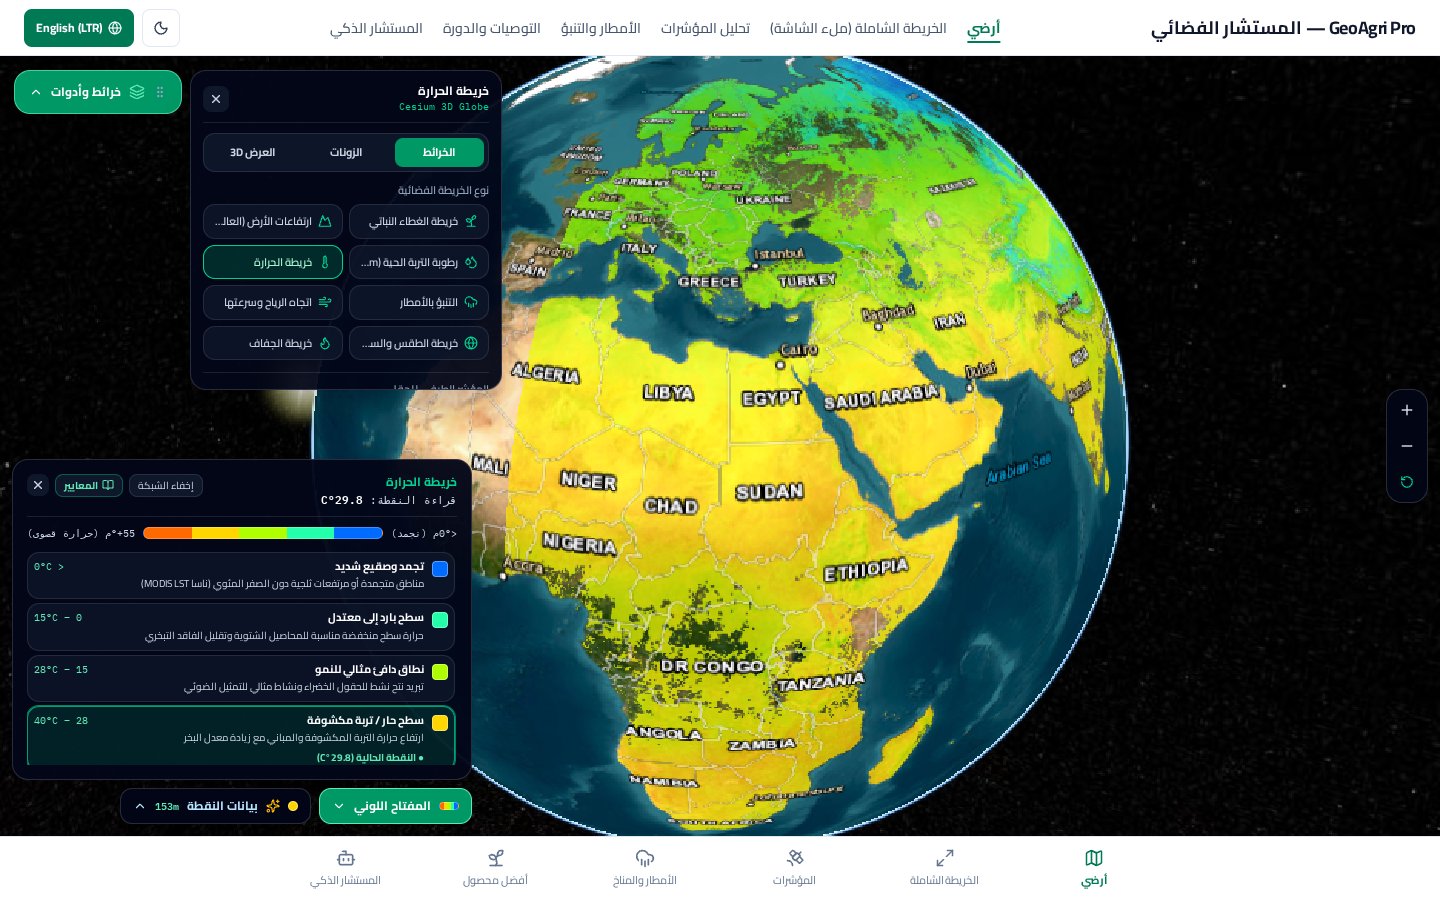 GeoAgri Pro — المستشار الفضائي
أرضي
الخريطة الشاملة (ملء الشاشة)
تحليل المؤشرات
الأمطار والتنبؤ
التوصيات والدورة
المستشار الذكي
English (LTR)
خرائط وأدوات
خريطة الحرارة
Cesium 3D Globe
الخرائط
الزونات
العرض 3D
نوع الخريطة الفضائية
خريطة الغطاء النباتي
ارتفاعات الأرض (العالـ...
رطوبة التربة الحية (m...
خريطة الحرارة
التنبؤ بالأمطار
اتجاه الرياح وسرعتها
خريطة الطقس والسـ...
خريطة الجفاف
POLAND
GERMANY
UKRAINE
FRANCE
Milan
ITALY
Madrid
SPAIN
Istanbul
GREECE
TURKEY
Baghdad
IRAN
Cairo
ALGERIA
LIBYA
EGYPT
SAUDI ARABIA
Dubai
Arabian Sea
MALI
NIGER
CHAD
SUDAN
NIGERIA
Accra
ETHIOPIA
DR CONGO
TANZANIA
ANGOLA
ZAMBIA
NAMIBIA
خريطة الحرارة
قراءة النقطة: 29.8°C
إخفاء الشبكة
المعايير
<0°م (تجمد)
55+°م (حرارة قصوى)
تجمد وصقيع شديد
< 0°C
مناطق متجمدة أو مرتفعات ثلجية دون الصفر المئوي (ناسا MODIS LST)
سطح بارد إلى معتدل
0 – 15°C
حرارة سطح منخفضة مناسبة للمحاصيل الشتوية وتقليل الفاقد التبخري
نطاق دافئ مثالي للنمو
15 – 28°C
تبريد نتح نشط للحقول الخضراء ونشاط مثالي للتمثيل الضوئي
سطح حار / تربة مكشوفة
28 – 40°C
ارتفاع حرارة التربة المكشوفة والمباني مع زيادة معدل البخر
● النقطة الحالية (29.8°C)
المفتاح اللوني
بيانات النقطة
153m
أرضي
الخريطة الشاملة
المؤشرات
الأمطار والمناخ
أفضل محصول
المستشار الذكي